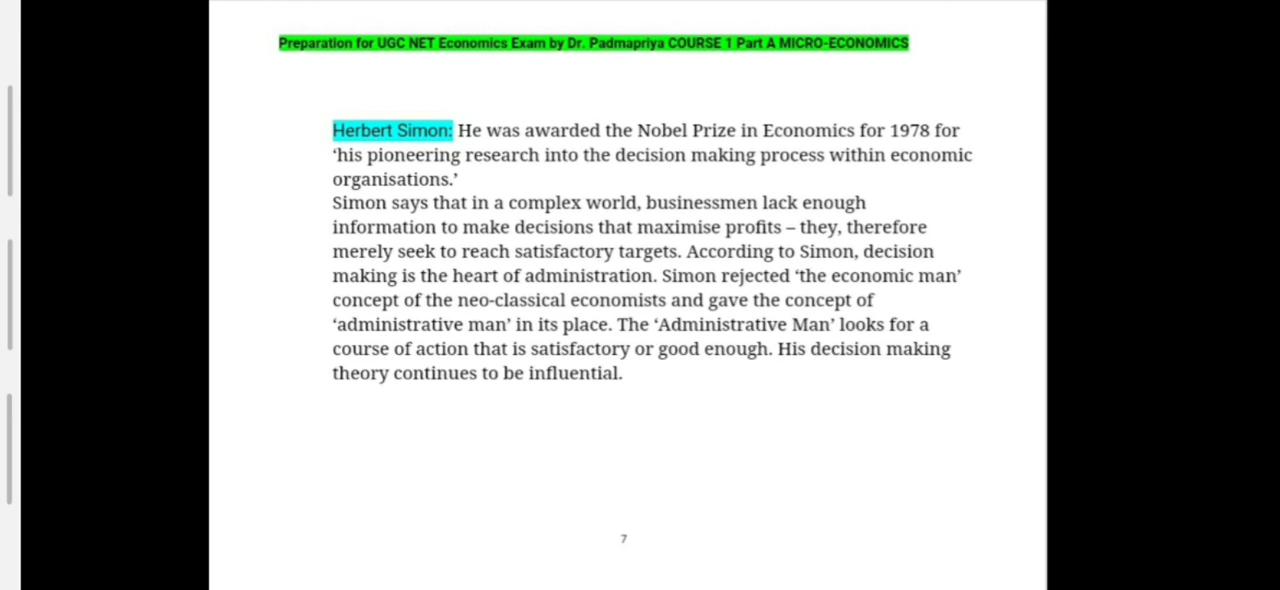 Preparation for UGC NET Economics Exam by Dr. Padmapriya COURSE 1 Part A MICRO-ECONOMICS
Herbert Simon: He was awarded the Nobel Prize in Economics for 1978 for
‘his pioneering research into the decision making process within economic
organisations.’
Simon says that in a complex world, businessmen lack enough
information to make decisions that maximise profits – they, therefore
merely seek to reach satisfactory targets. According to Simon, decision
making is the heart of administration. Simon rejected ‘the economic man’
concept of the neo-classical economists and gave the concept of
‘administrative man’ in its place. The ‘Administrative Man’ looks for a
course of action that is satisfactory or good enough. His decision making
theory continues to be influential.
7